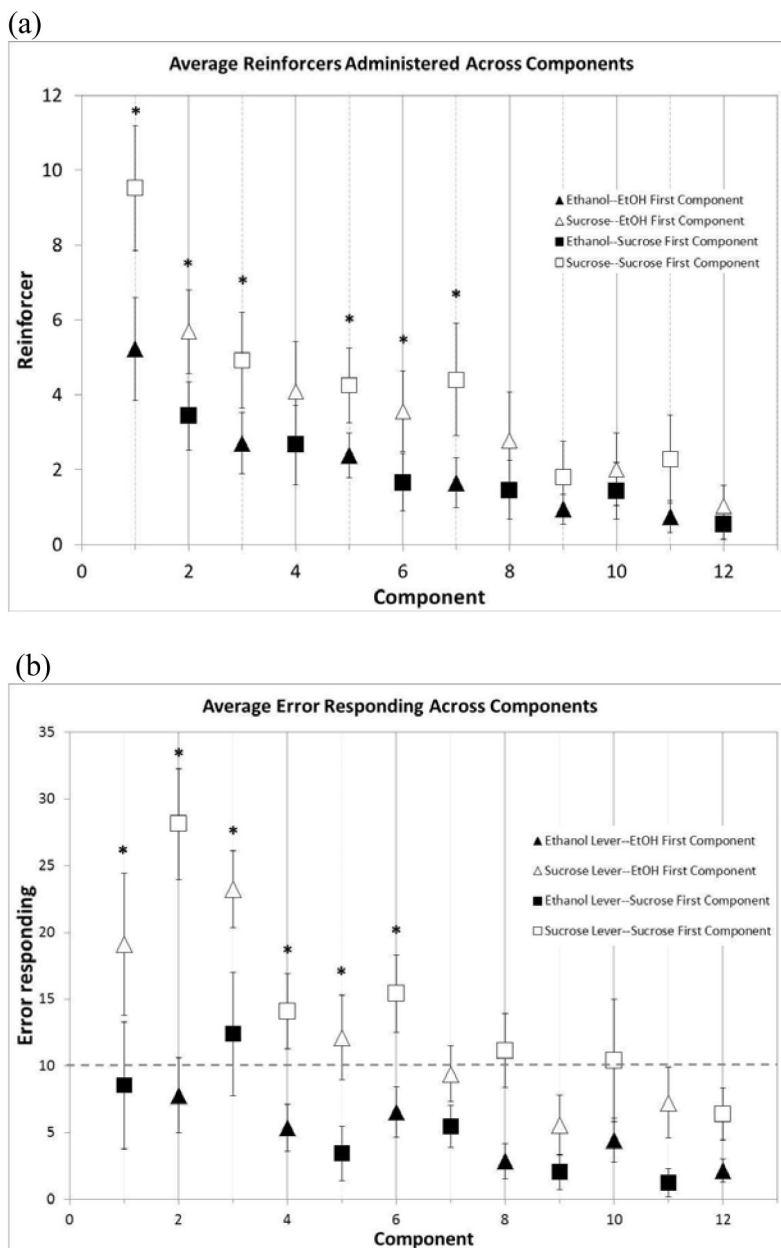 (a)
Average Reinforcers Administered Across Components
12
10
8
6
4
2
0
Reinforcer
* * * * * *
▲ Ethanol--EtOH First Component
△ Sucrose--EtOH First Component
■ Ethanol--Sucrose First Component
□ Sucrose--Sucrose First Component
0 2 4 6 8 10 12
Component
(b)
Average Error Responding Across Components
35
30
25
20
15
10
5
0
Error responding
* * * * * *
▲ Ethanol Lever--EtOH First Component
△ Sucrose Lever--EtOH First Component
■ Ethanol Lever--Sucrose First Component
□ Sucrose Lever--Sucrose First Component
0 2 4 6 8 10 12
Component